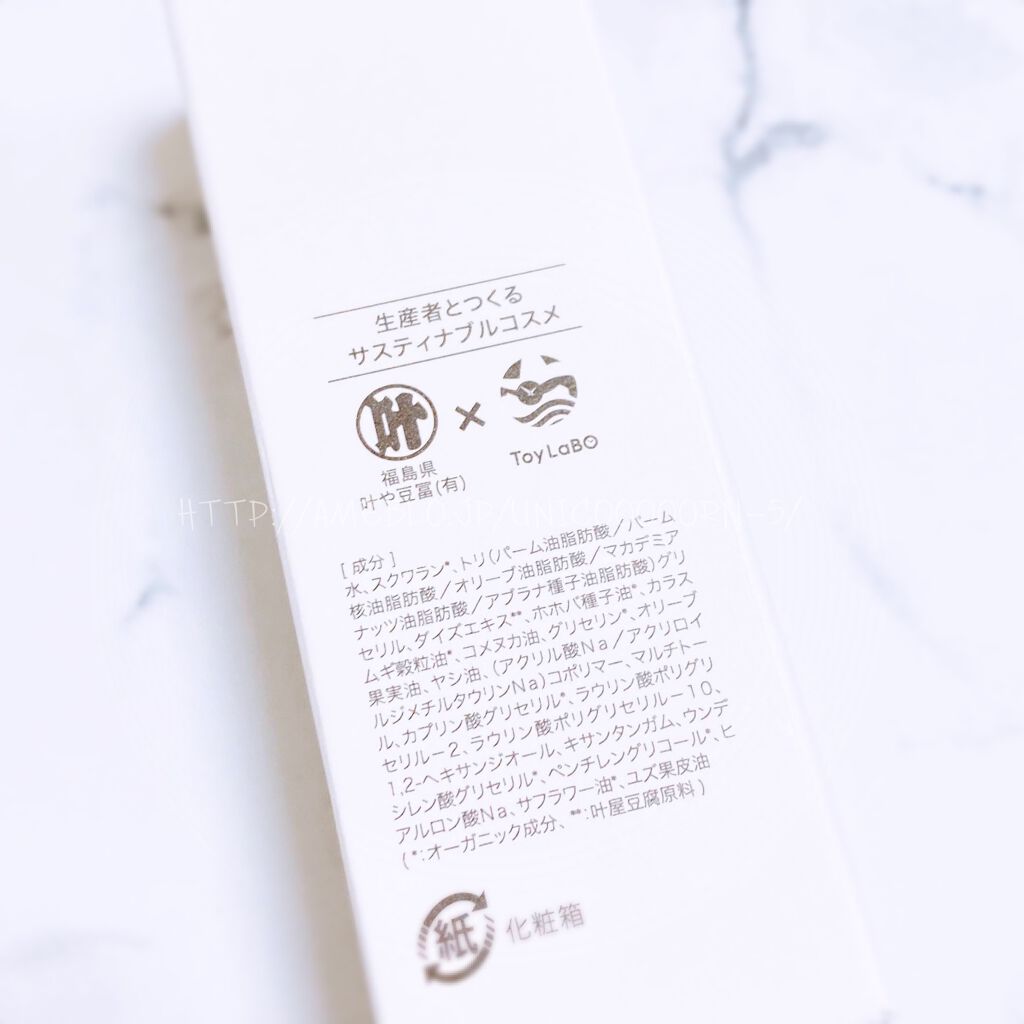 生産者とつくる
サスティナブルコスメ
叶
×
ToyLaBO
福島県
叶や豆冨(有)
HTTP://AMEBLO.JP/UNICOOOCORN-5/
[成分]
水、スクワラン*、トリ(パーム油脂肪酸/パーム
核油脂肪酸/オリーブ油脂肪酸/マカデミア
ナッツ油脂肪酸/アブラナ種子油脂肪酸)グリ
セリル、ダイズエキス**、ホホバ種子油*、カラス
ムギ穀粒油*、コメヌカ油、グリセリン*、オリーブ
果実油、ヤシ油、(アクリル酸Na/アクリロイ
ルジメチルタウリンNa)コポリマー、マルチトー
ル、カプリン酸グリセリル*、ラウリン酸ポリグリ
セリルー2、ラウリン酸ポリグリセリルー10、
1,2-ヘキサンジオール、キサンタンガム、ウンデ
シレン酸グリセリル*、ペンチレングリコール*、ヒ
アルロン酸Na、サフラワー油*、ユズ果皮油
(*:オーガニック成分、**:叶屋豆腐原料)
紙 化粧箱